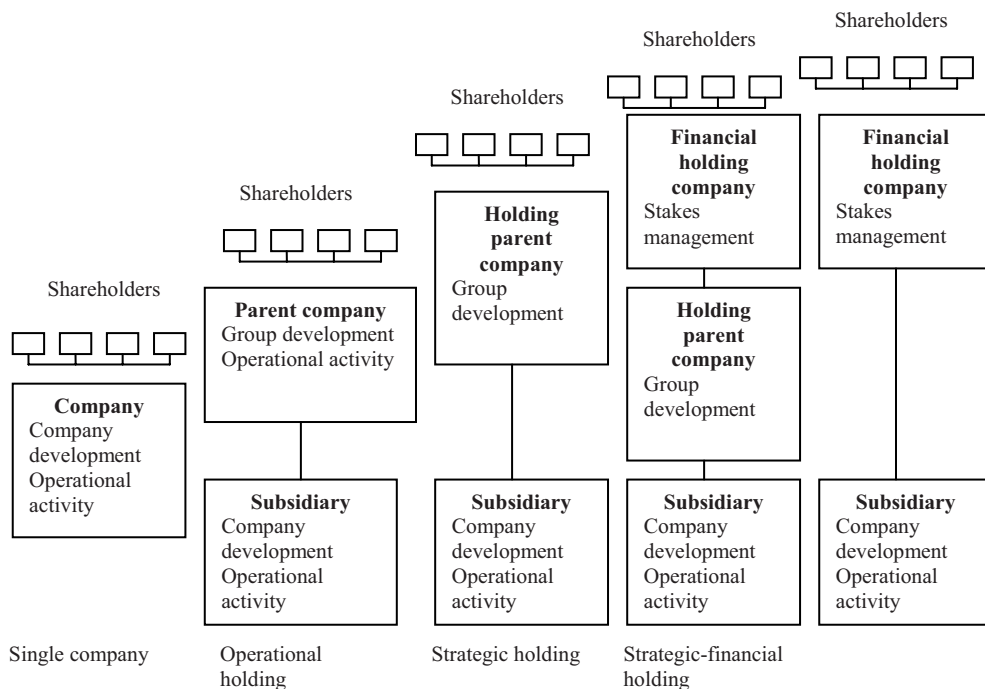 Shareholders
Company
Company
development
Operational
activity
Single company
Shareholders
Parent company
Group development
Operational activity
Subsidiary
Company
development
Operational
activity
Operational
holding
Shareholders
Holding
parent
company
Group
development
Subsidiary
Company
development
Operational
activity
Strategic holding
Shareholders
Financial
holding
company
Stakes
management
Holding
parent
company
Group
development
Subsidiary
Company
development
Operational
activity
Strategic-financial
holding
Shareholders
Financial
holding
company
Stakes
management
Subsidiary
Company
development
Operational
activity